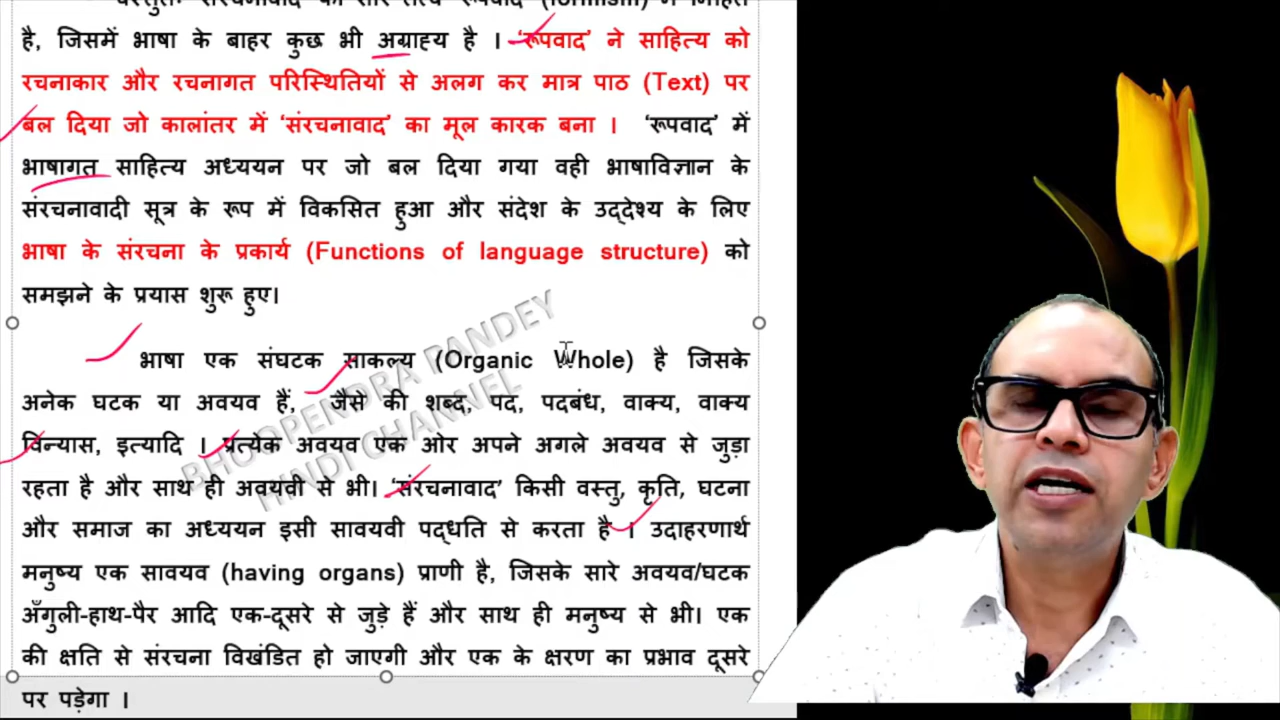 है, जिसमें भाषा के बाहर कुछ भी अग्राह्य है । 'रूपवाद' ने साहित्य को
रचनाकार और रचनागत परिस्थितियों से अलग कर मात्र पाठ (Text) पर
बल दिया जो कालांतर में 'संरचनावाद' का मूल कारक बना । 'रूपवाद' में
भाषागत साहित्य अध्ययन पर जो बल दिया गया वही भाषाविज्ञान के
संरचनावादी सूत्र के रूप में विकसित हुआ और संदेश के उद्देश्य के लिए
भाषा के संरचना के प्रकार्य (Functions of language structure) को
समझने के प्रयास शुरू हुए।
भाषा एक संघटक साकल्य (Organic Whole) है जिसके
अनेक घटक या अवयव हैं, जैसे की शब्द, पद, पदबंध, वाक्य, वाक्य
विन्यास, इत्यादि । प्रत्येक अवयव एक ओर अपने अगले अवयव से जुड़ा
रहता है और साथ ही अवयवी से भी। 'संरचनावाद' किसी वस्तु, कृति, घटना
और समाज का अध्ययन इसी सावयवी पद्धति से करता है । उदाहरणार्थ
मनुष्य एक सावयव (having organs) प्राणी है, जिसके सारे अवयव/घटक
अँगुली-हाथ-पैर आदि एक-दूसरे से जुड़े हैं और साथ ही मनुष्य से भी। एक
की क्षति से संरचना विखंडित हो जाएगी और एक के क्षरण का प्रभाव दूसरे
पर पड़ेगा ।
BHOOPENDRA PANDEY
HINDI CHANNEL